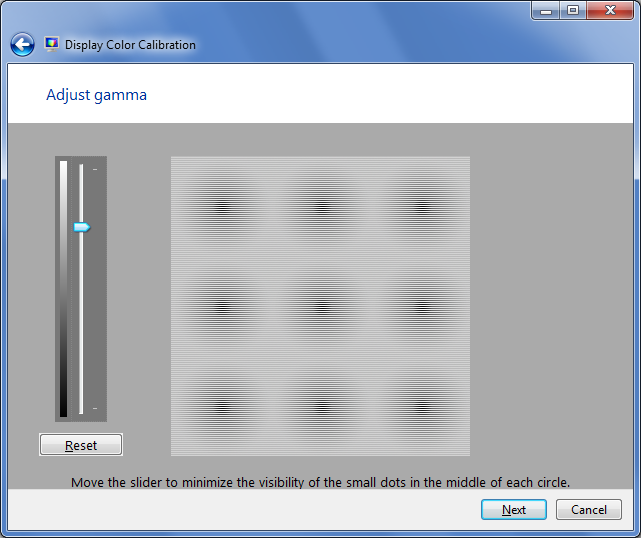 Display Color Calibration
Adjust gamma
Reset
Move the slider to minimize the visibility of the small dots in the middle of each circle.
Next
Cancel